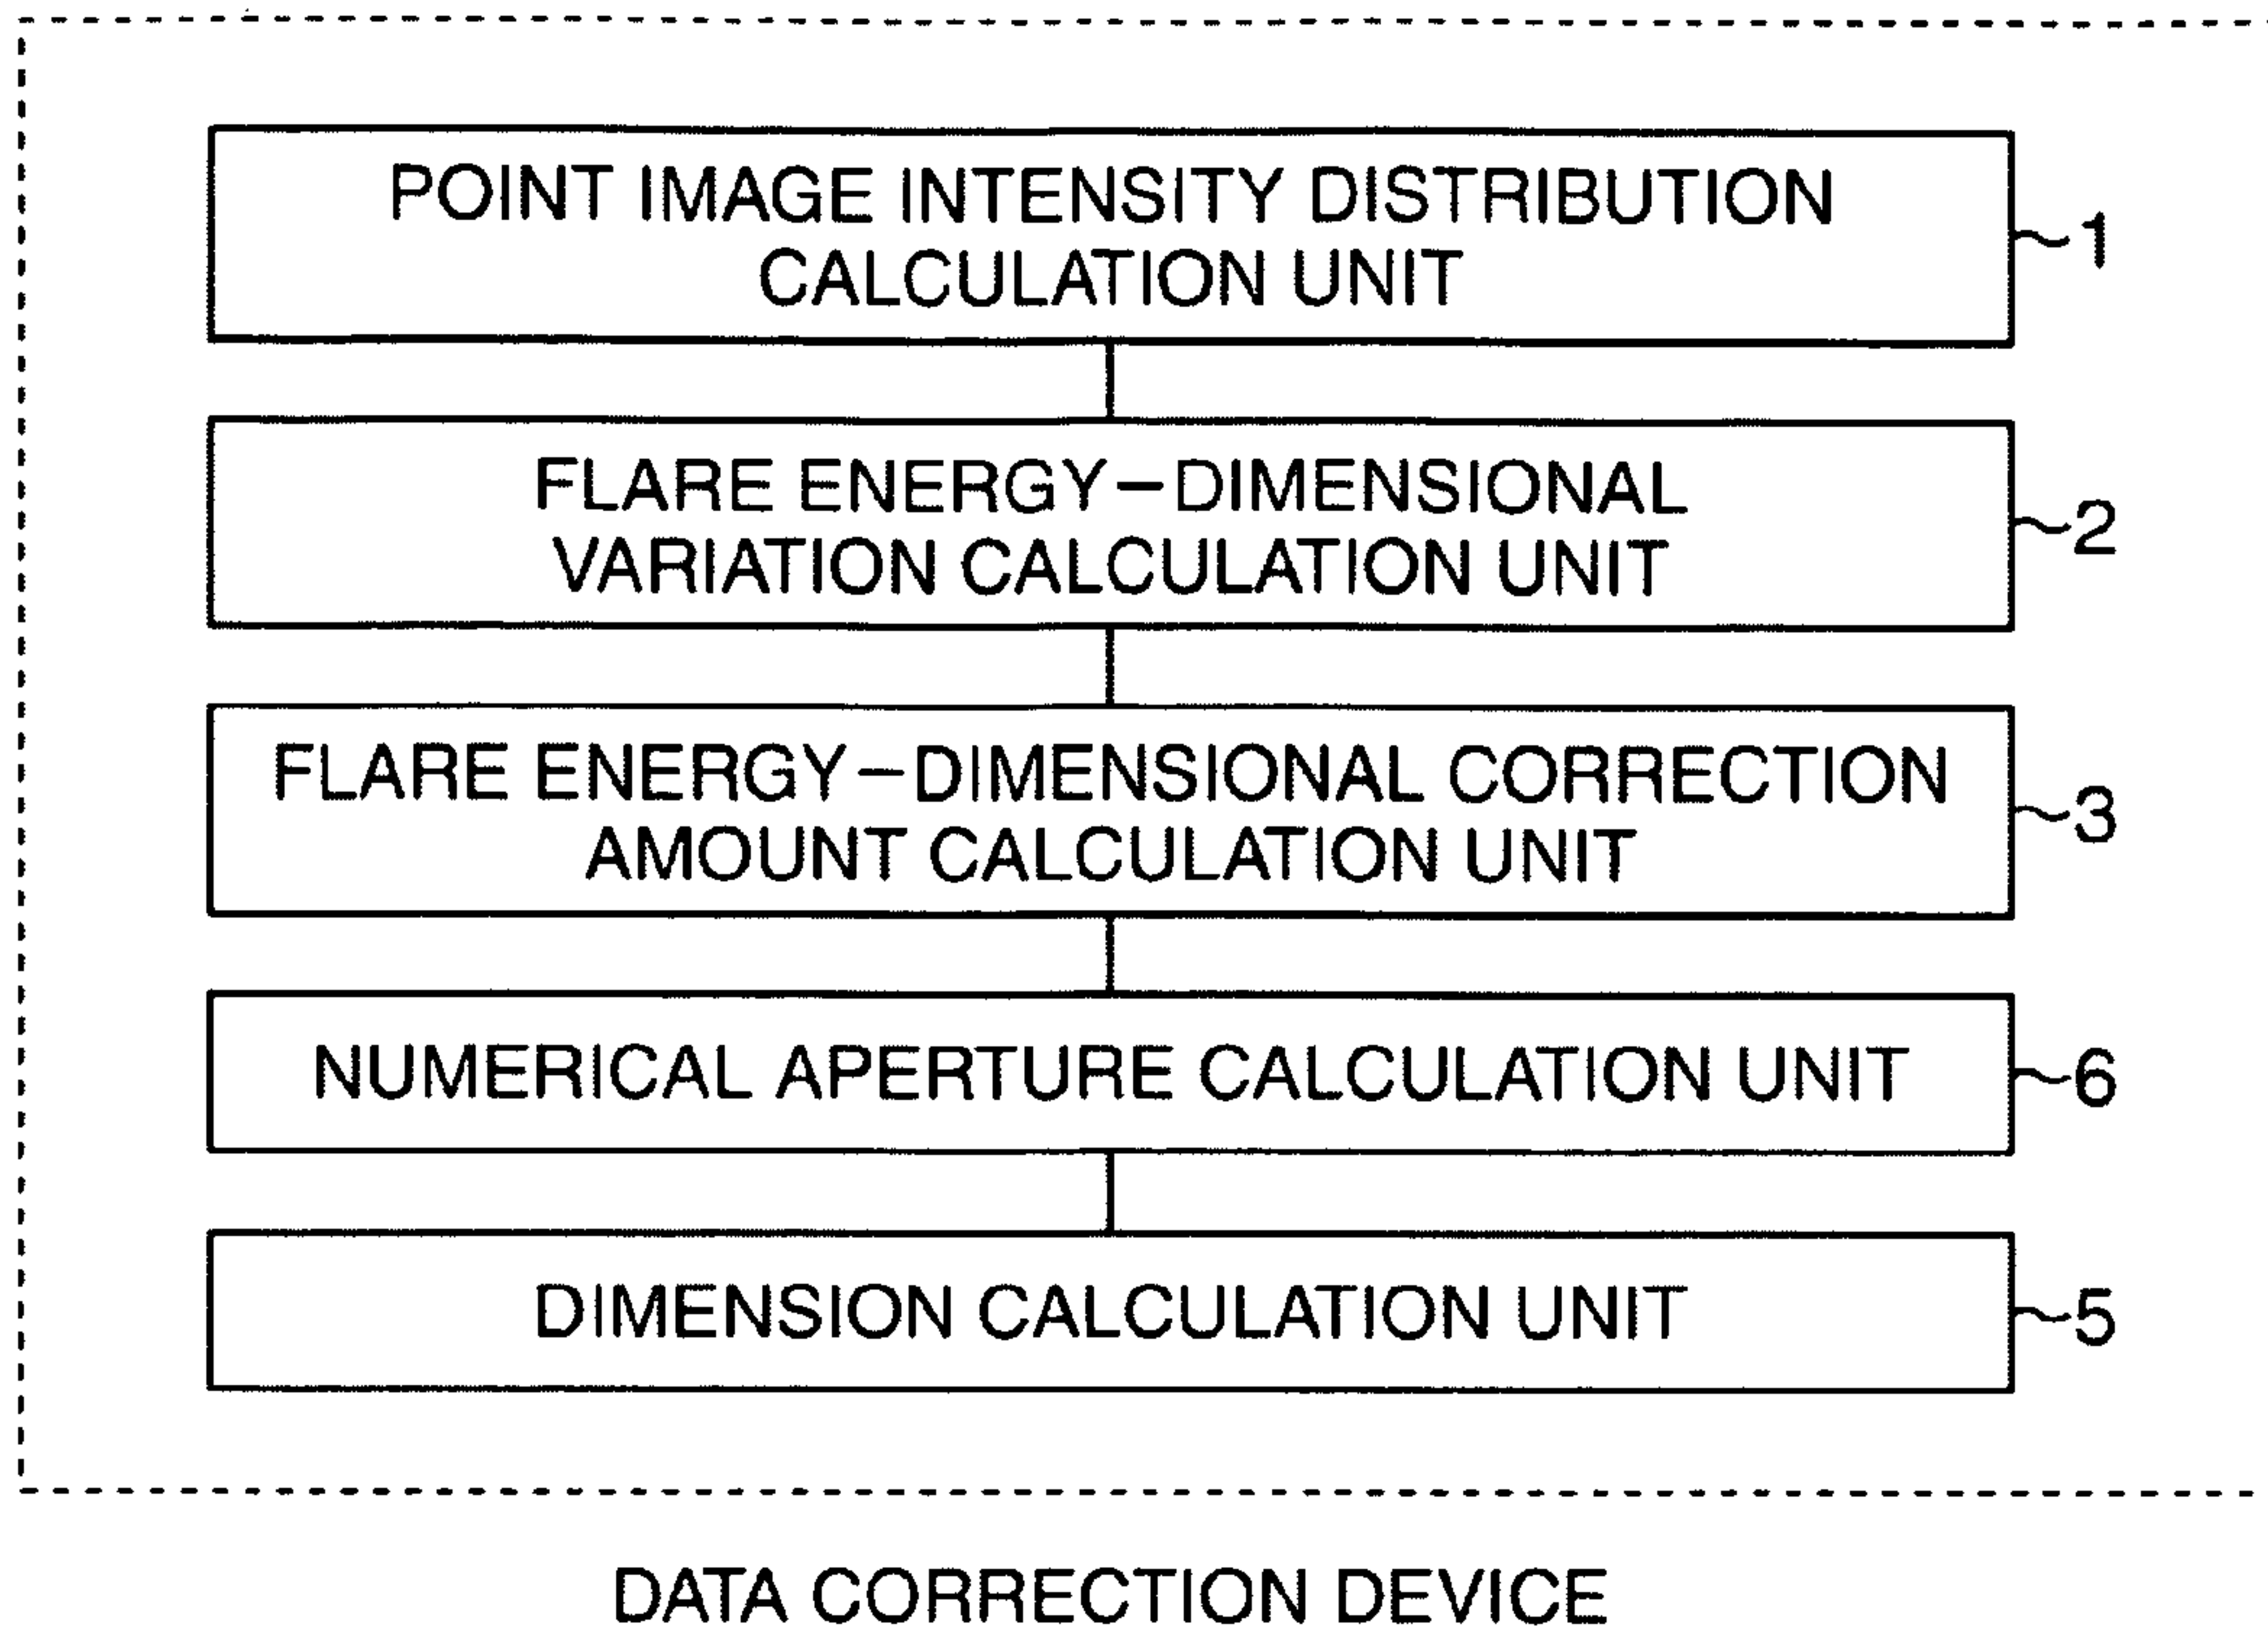 POINT IMAGE INTENSITY DISTRIBUTION
CALCULATION UNIT
1
FLARE ENERGY–DIMENSIONAL
VARIATION CALCULATION UNIT
2
FLARE ENERGY–DIMENSIONAL CORRECTION
AMOUNT CALCULATION UNIT
3
NUMERICAL APERTURE CALCULATION UNIT
6
DIMENSION CALCULATION UNIT
5
DATA CORRECTION DEVICE